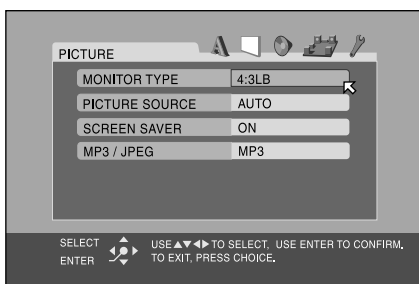 PICTURE
MONITOR TYPE 4:3LB
PICTURE SOURCE AUTO
SCREEN SAVER ON
MP3 / JPEG MP3
SELECT USE▲▼◀▶ TO SELECT, USE ENTER TO CONFIRM.
ENTER TO EXIT, PRESS CHOICE.